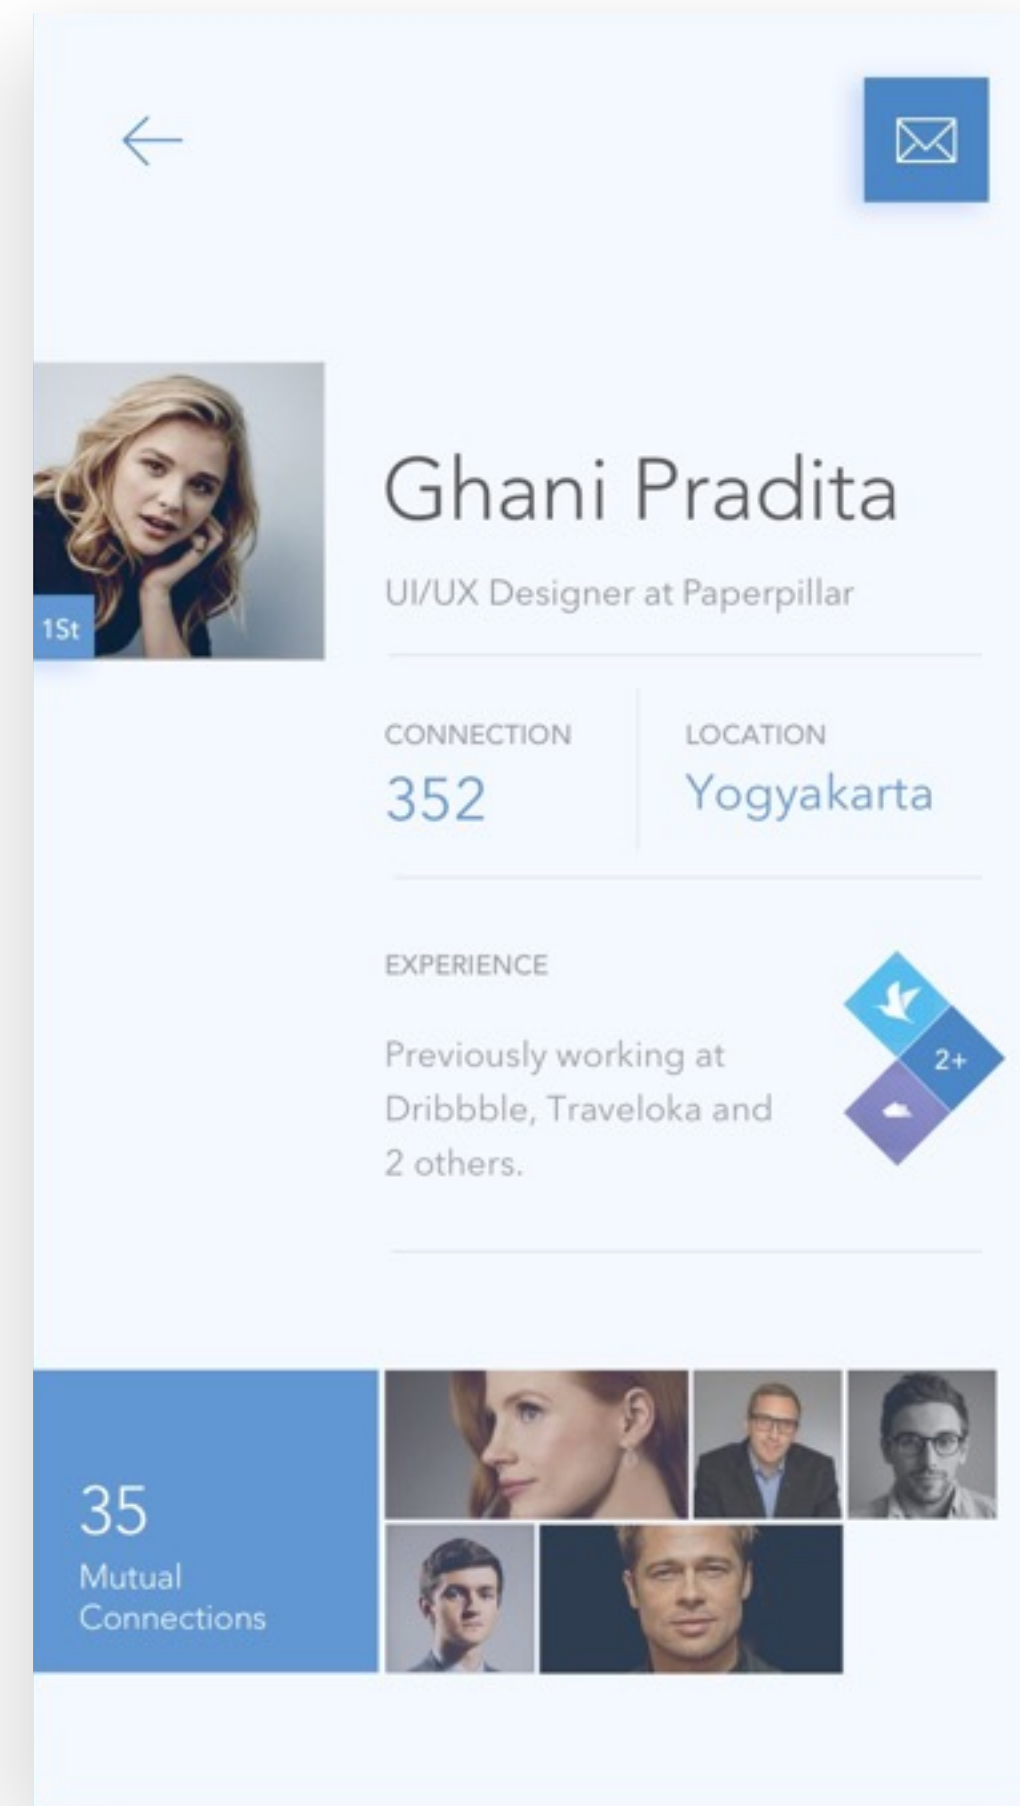 1St
Ghani Pradita
UI/UX Designer at Paperpillar
CONNECTION
352
LOCATION
Yogyakarta
EXPERIENCE
Previously working at
Dribbble, Traveloka and
2 others.
2+
35
Mutual
Connections